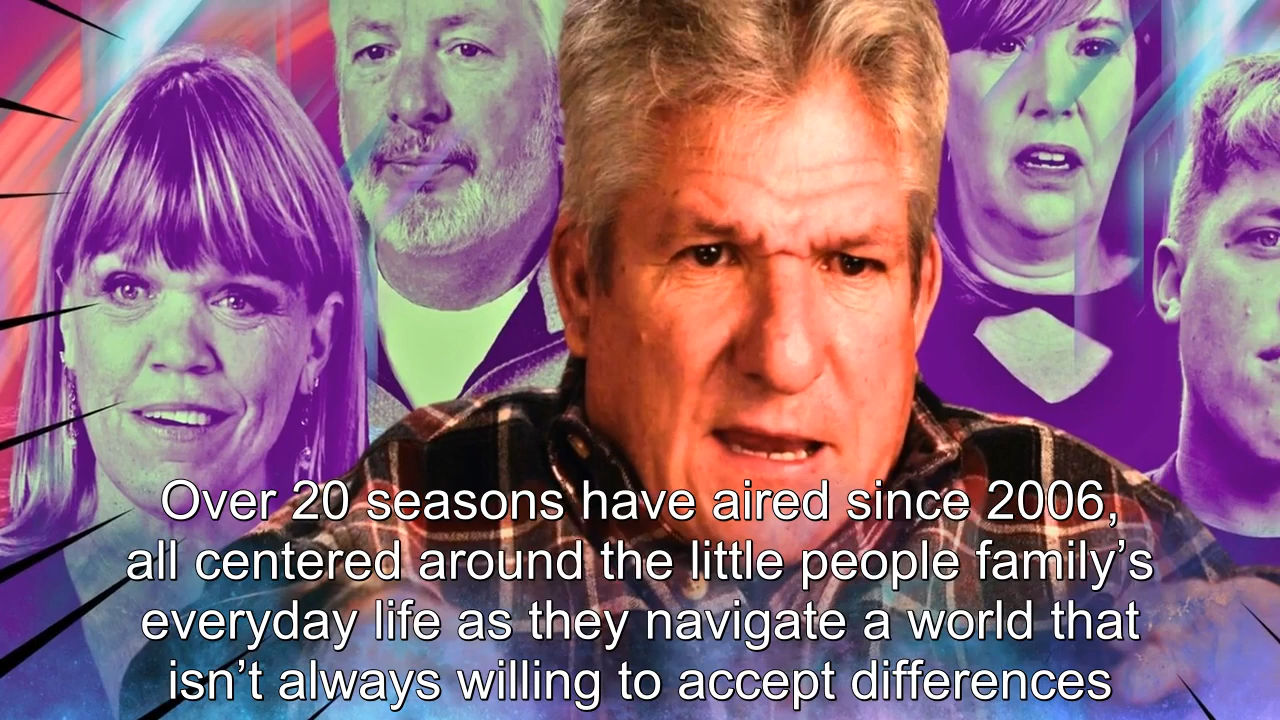 Over 20 seasons have aired since 2006,
all centered around the little people family’s
everyday life as they navigate a world that
isn’t always willing to accept differences